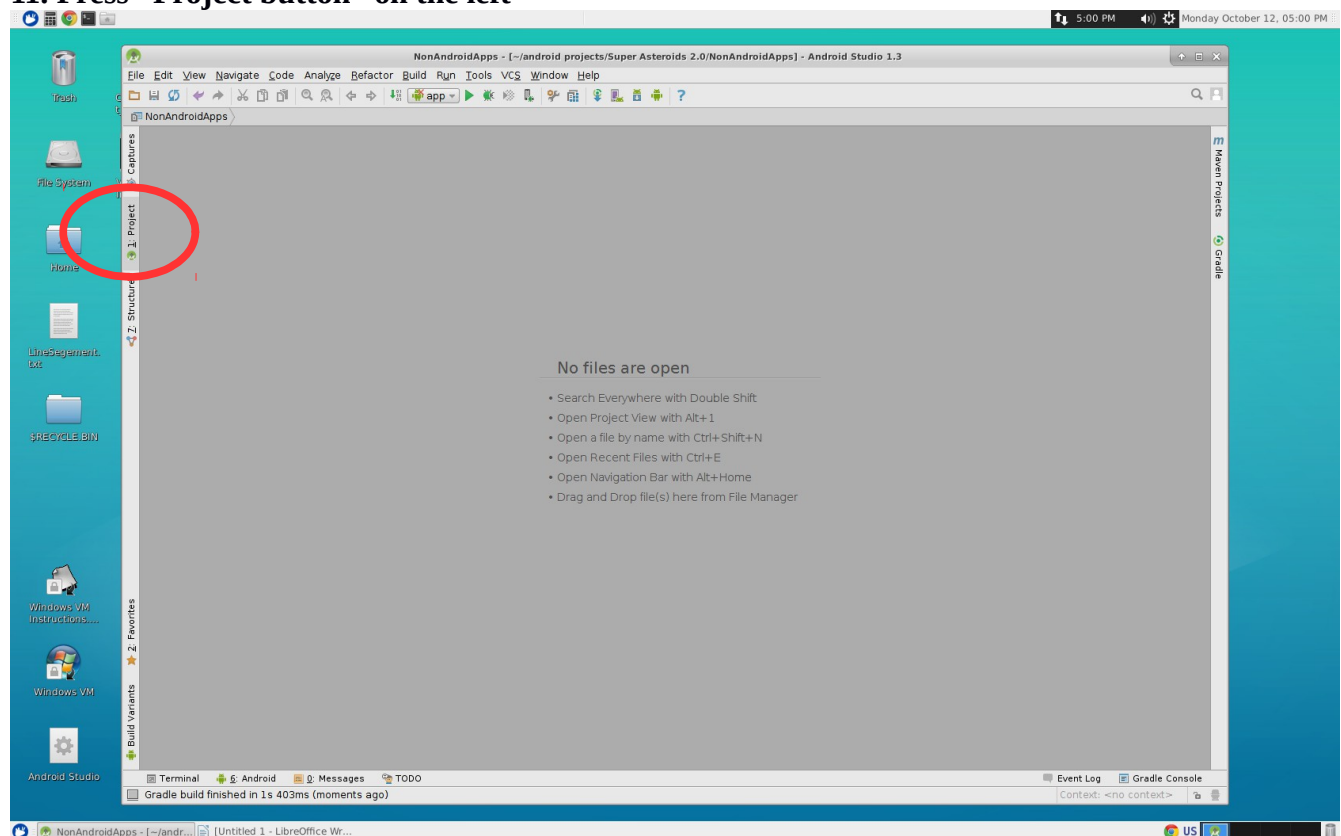 11. Press "Project button" on the left
5:00 PM
Monday October 12, 05:00 PM
NonAndroidApps - [~/android projects/Super Asteroids 2.0/NonAndroidApps] - Android Studio 1.3
File Edit View Navigate Code Analyze Refactor Build Run Tools VCS Window Help
app
NonAndroidApps
Trash
File System
Home
LineSegement.
txt
$RECYCLE.BIN
Windows VM
Instructions....
Windows VM
Android Studio
Captures
1: Project
7: Structure
2: Favorites
Build Variants
Maven Projects
Gradle
No files are open
• Search Everywhere with Double Shift
• Open Project View with Alt+1
• Open a file by name with Ctrl+Shift+N
• Open Recent Files with Ctrl+E
• Open Navigation Bar with Alt+Home
• Drag and Drop file(s) here from File Manager
Terminal 6: Android 0: Messages TODO
Event Log Gradle Console
Gradle build finished in 1s 403ms (moments ago)
Context: <no context>
NonAndroidApps - [~/andr... [Untitled 1 - LibreOffice Wr...
US